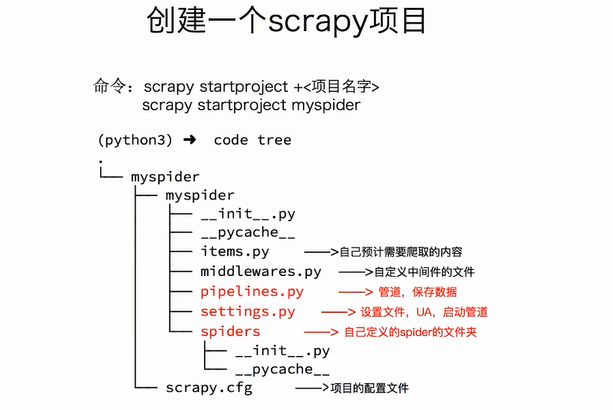 创建一个scrapy项目
命令：scrapy startproject +<项目名字>
scrapy startproject myspider
(python3) ➜ code tree
.
└── myspider
├── myspider
├── __init__.py
├── __pycache__
├── items.py ———>自己预计需要爬取的内容
├── middlewares.py ———>自定义中间件的文件
├── pipelines.py ———> 管道，保存数据
├── settings.py ———> 设置文件，UA，启动管道
└── spiders ———> 自己定义的spider的文件夹
├── __init__.py
└── __pycache__
└── scrapy.cfg ———>项目的配置文件